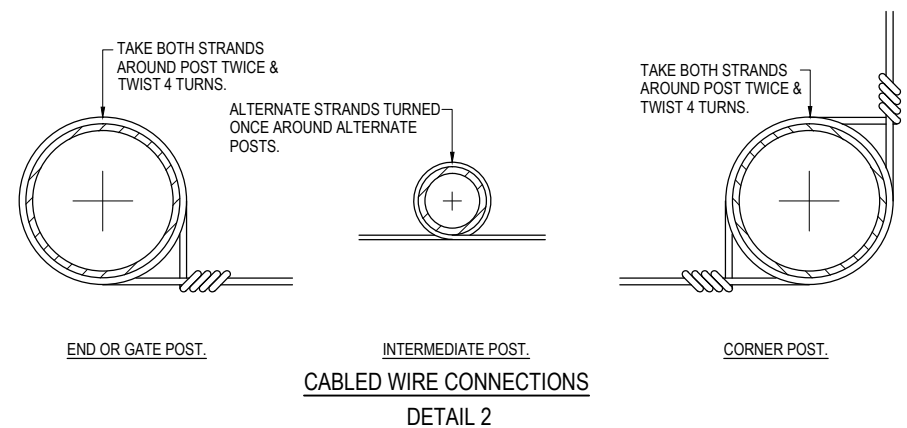 TAKE BOTH STRANDS
AROUND POST TWICE &
TWIST 4 TURNS.
ALTERNATE STRANDS TURNED
ONCE AROUND ALTERNATE
POSTS.
TAKE BOTH STRANDS
AROUND POST TWICE &
TWIST 4 TURNS.
END OR GATE POST.
INTERMEDIATE POST.
CORNER POST.
CABLED WIRE CONNECTIONS
DETAIL 2